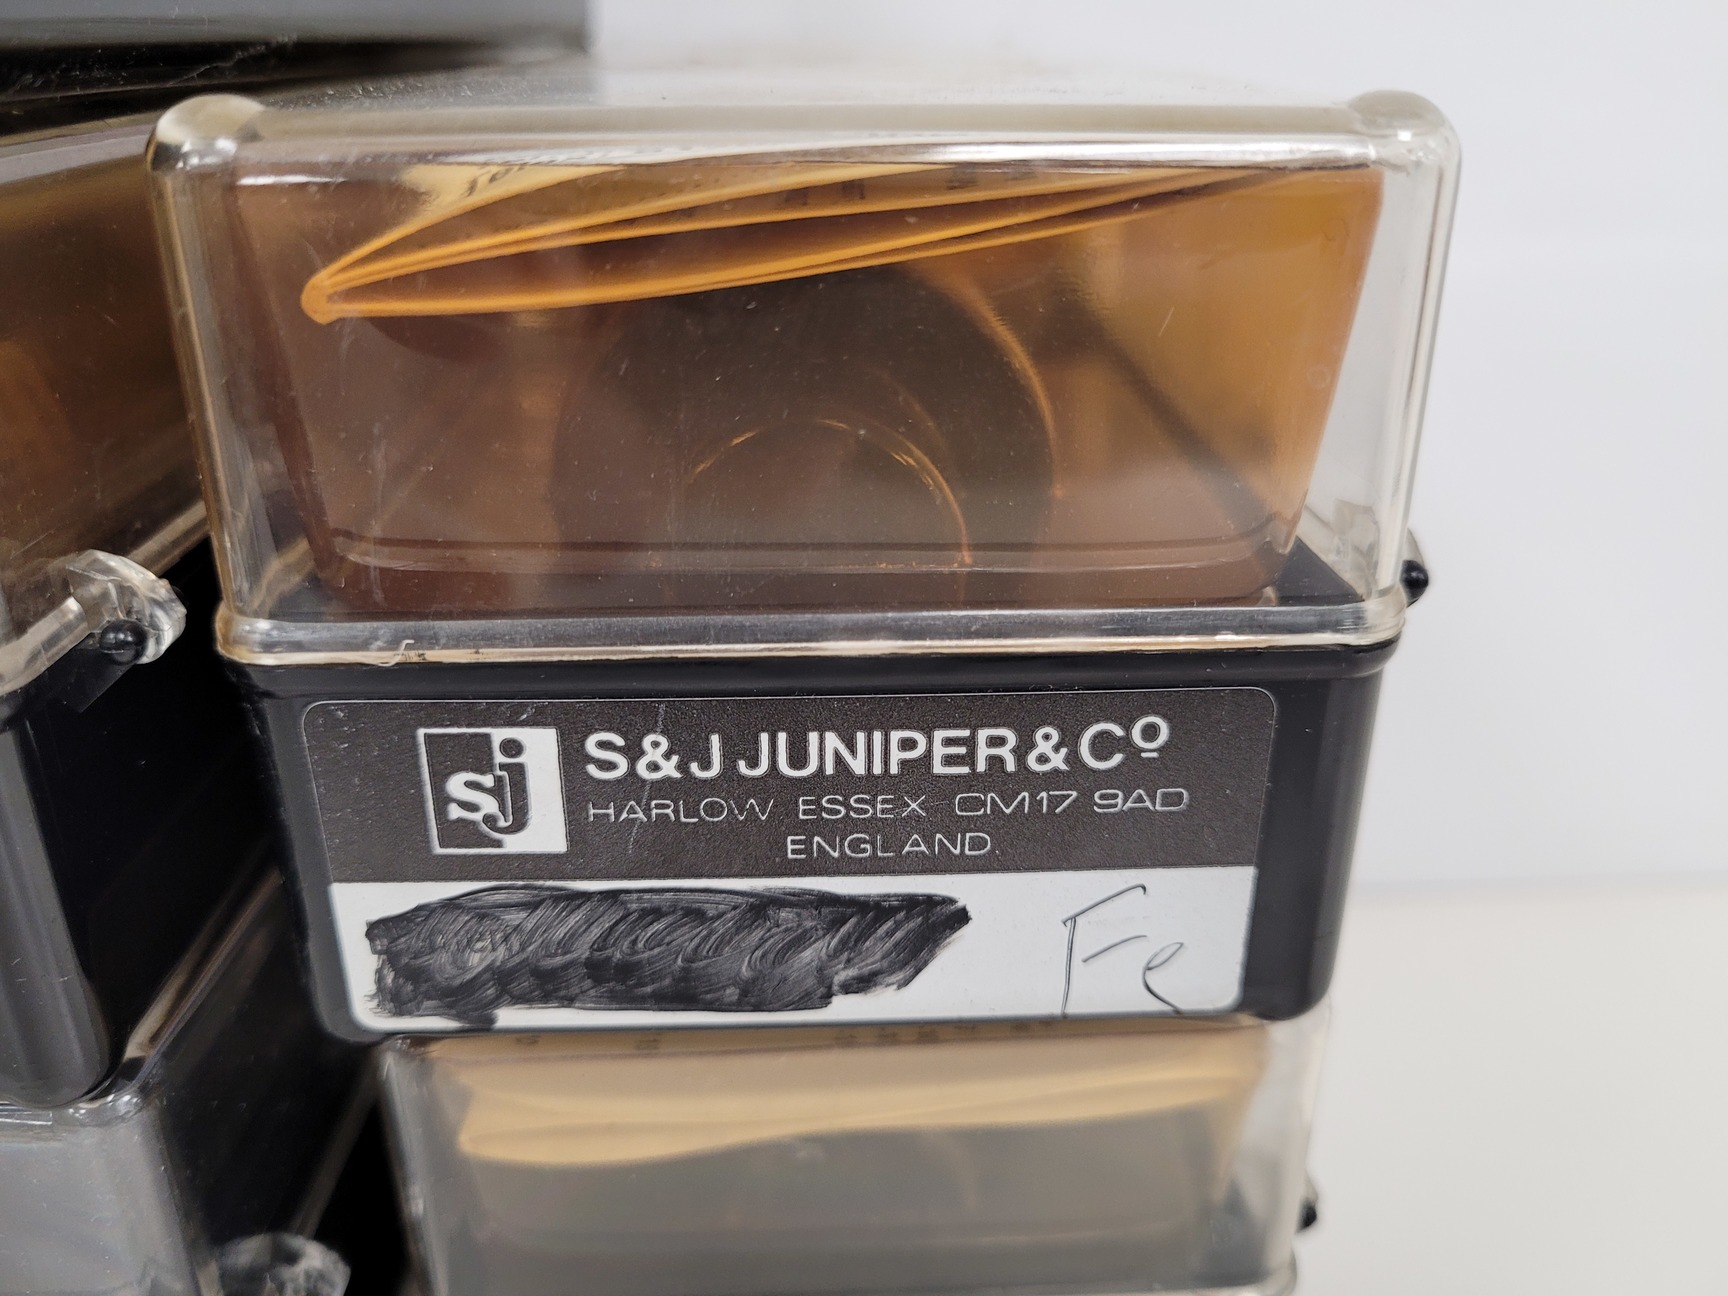 sj
S&J JUNIPER & Cº
HARLOW ESSEX CM17 9AD
ENGLAND.
Fe